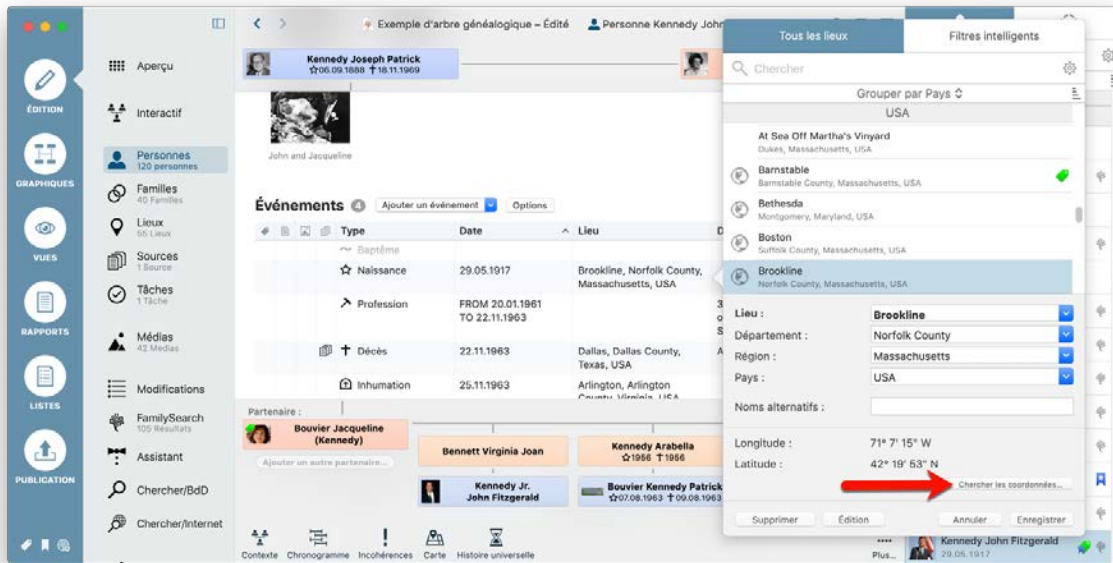 Exemple d'arbre généalogique – Édité
Personne Kennedy John
ÉDITION
GRAPHIQUES
VUES
RAPPORTS
LISTES
PUBLICATION
Aperçu
Interactif
Personnes
120 personnes
Familles
40 Familles
Lieux
55 Lieux
Sources
1 Source
Tâches
1 Tâche
Médias
42 Medias
Modifications
FamilySearch
105 Résultats
Assistant
Chercher/BdD
Chercher/Internet
Kennedy Joseph Patrick
☆06.09.1888 ✝18.11.1969
John and Jacqueline
Événements 4 Ajouter un événement Options
Type Date Lieu D
Baptême
Naissance 29.05.1917 Brookline, Norfolk County,
Massachusetts, USA
Profession FROM 20.01.1961
TO 22.11.1963
Décès 22.11.1963 Dallas, Dallas County,
Texas, USA
Inhumation 25.11.1963 Arlington, Arlington
County, Virginia, USA
Partenaire :
Bouvier Jacqueline
(Kennedy)
Ajouter un autre partenaire...
Bennett Virginia Joan
Kennedy Arabella
☆1956 ✝1956
Kennedy Jr.
John Fitzgerald
Bouvier Kennedy Patrick
☆07.08.1963 ✝09.08.1963
Contexte Chronogramme Incohérences Carte Histoire universelle
Plus...
Tous les lieux
Filtres intelligents
Chercher
Grouper par Pays
USA
At Sea Off Martha's Vinyard
Dukes, Massachusetts, USA
Barnstable
Barnstable County, Massachusetts, USA
Bethesda
Montgomery, Maryland, USA
Boston
Suffolk County, Massachusetts, USA
Brookline
Norfolk County, Massachusetts, USA
Lieu : Brookline
Département : Norfolk County
Région : Massachusetts
Pays : USA
Noms alternatifs :
Longitude : 71° 7' 15" W
Latitude : 42° 19' 53" N
Chercher les coordonnées...
Supprimer Édition Annuler Enregistrer
Kennedy John Fitzgerald
29.05.1917